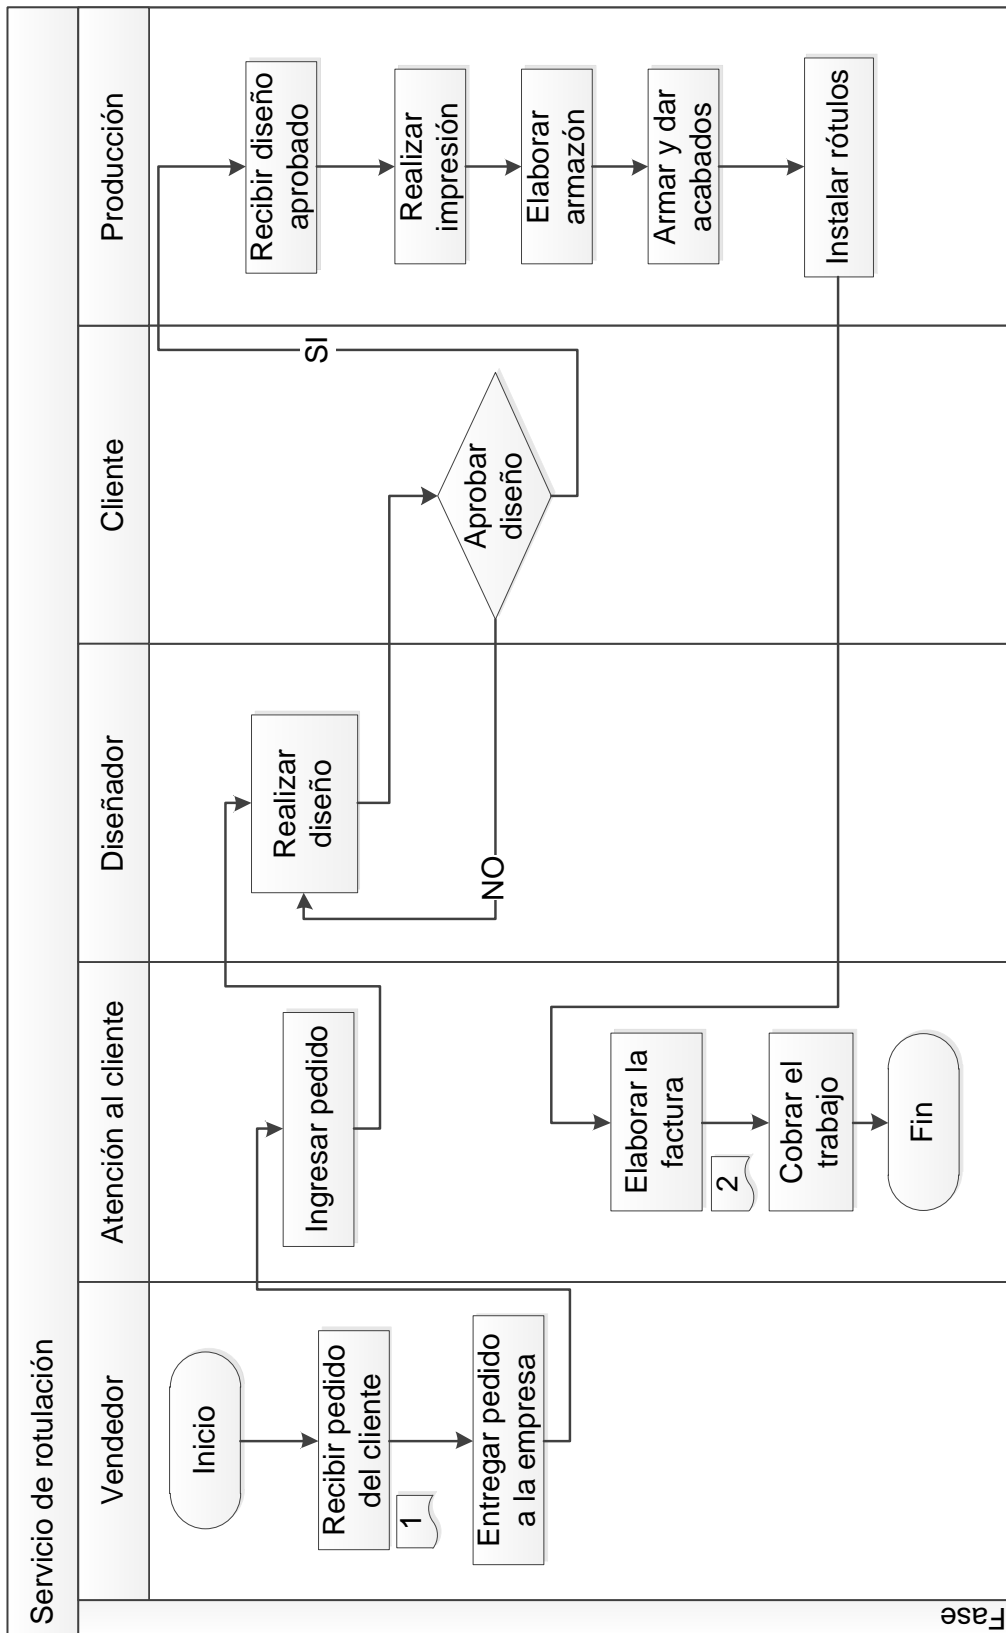 Servicio de rotulación
Vendedor
Atención al cliente
Diseñador
Cliente
Producción
Fase
Inicio
Recibir pedido
del cliente
1
Entregar pedido
a la empresa
Ingresar pedido
Realizar
diseño
Aprobar
diseño
NO
SI
Recibir diseño
aprobado
Realizar
impresión
Elaborar
armazón
Armar y dar
acabados
Instalar rótulos
Elaborar la
factura
2
Cobrar el
trabajo
Fin